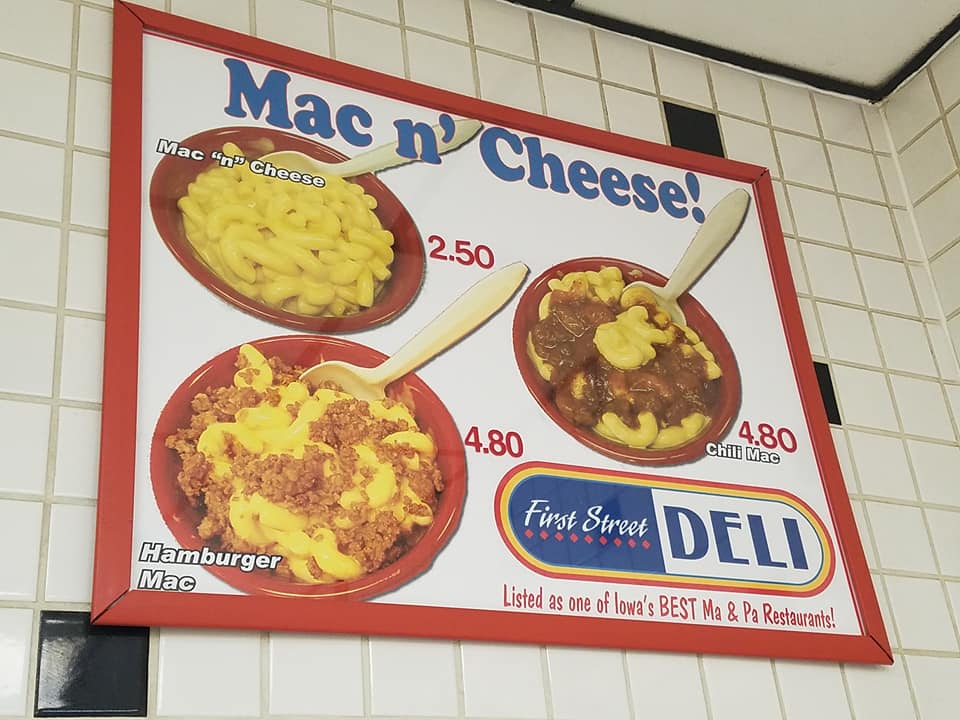 Mac n' Cheese!
Mac "n" Cheese
2.50
4.80
Chili Mac
4.80
Hamburger
Mac
First Street
DELI
Listed as one of Iowa's BEST Ma & Pa Restaurants!